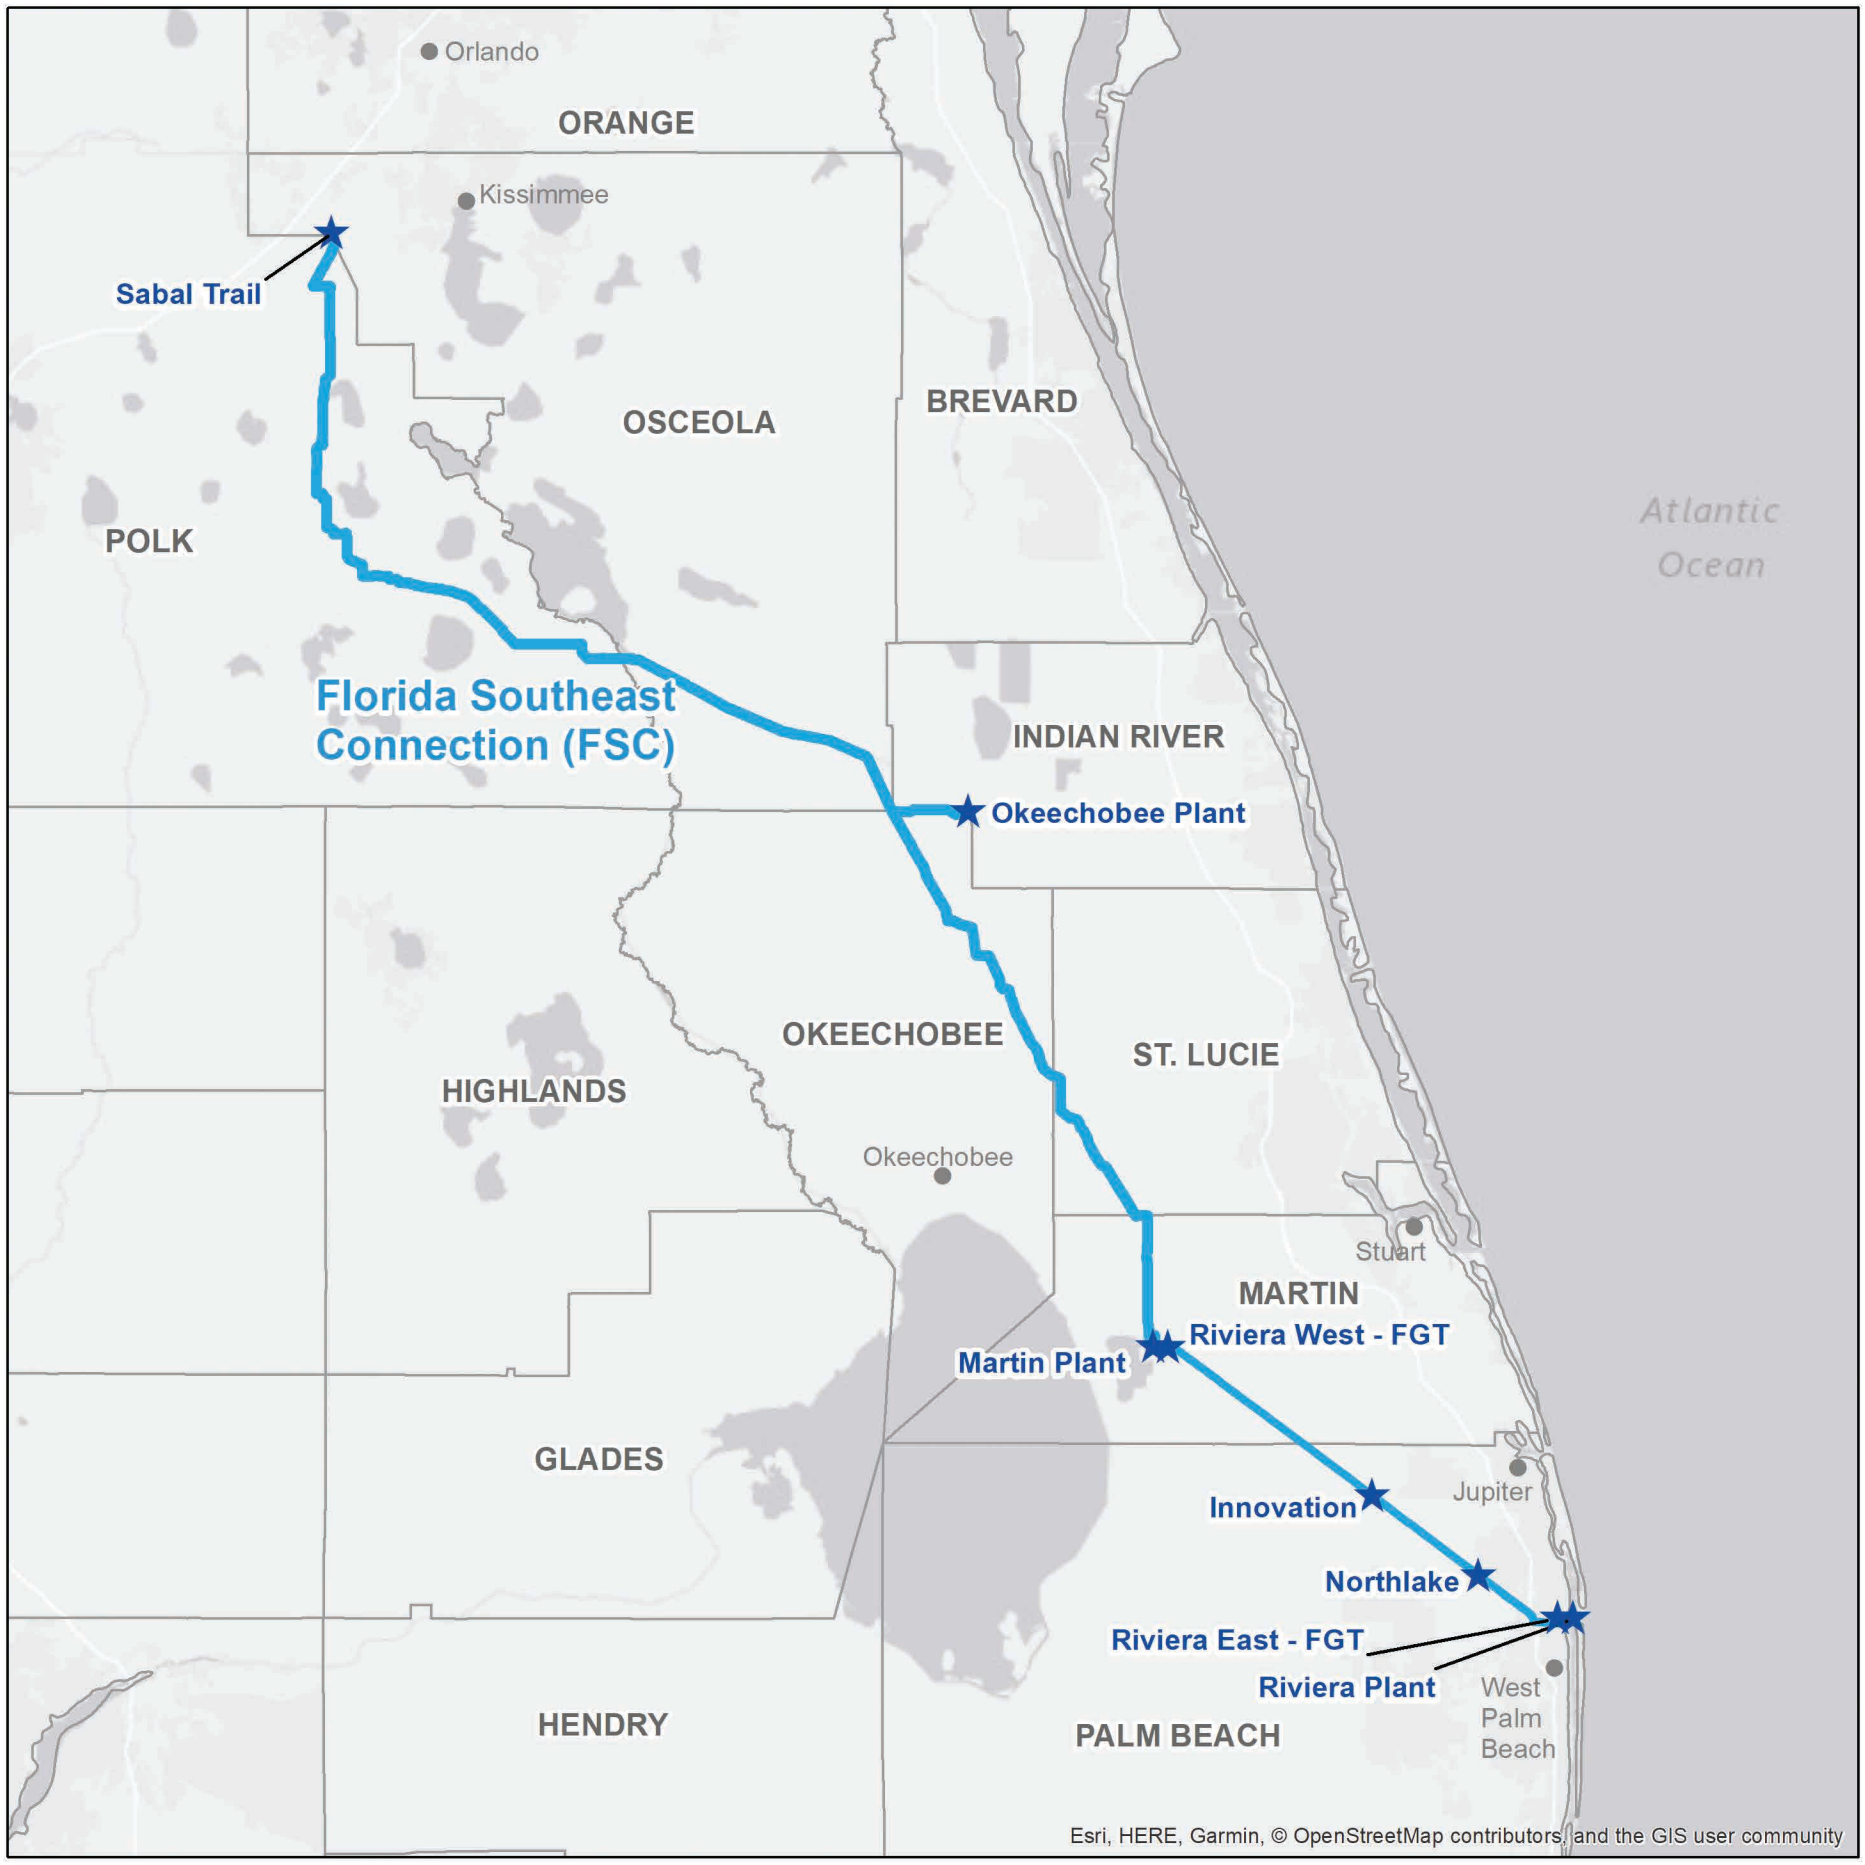 Orlando
ORANGE
Kissimmee
Sabal Trail
BREVARD
OSCEOLA
Atlantic
Ocean
POLK
Florida Southeast
Connection (FSC)
INDIAN RIVER
Okeechobee Plant
OKEECHOBEE
ST. LUCIE
HIGHLANDS
Okeechobee
Stuart
MARTIN
Riviera West - FGT
Martin Plant
GLADES
Jupiter
Innovation
Northlake
Riviera East - FGT
Riviera Plant
West
Palm
Beach
HENDRY
PALM BEACH
Esri, HERE, Garmin, © OpenStreetMap contributors, and the GIS user community